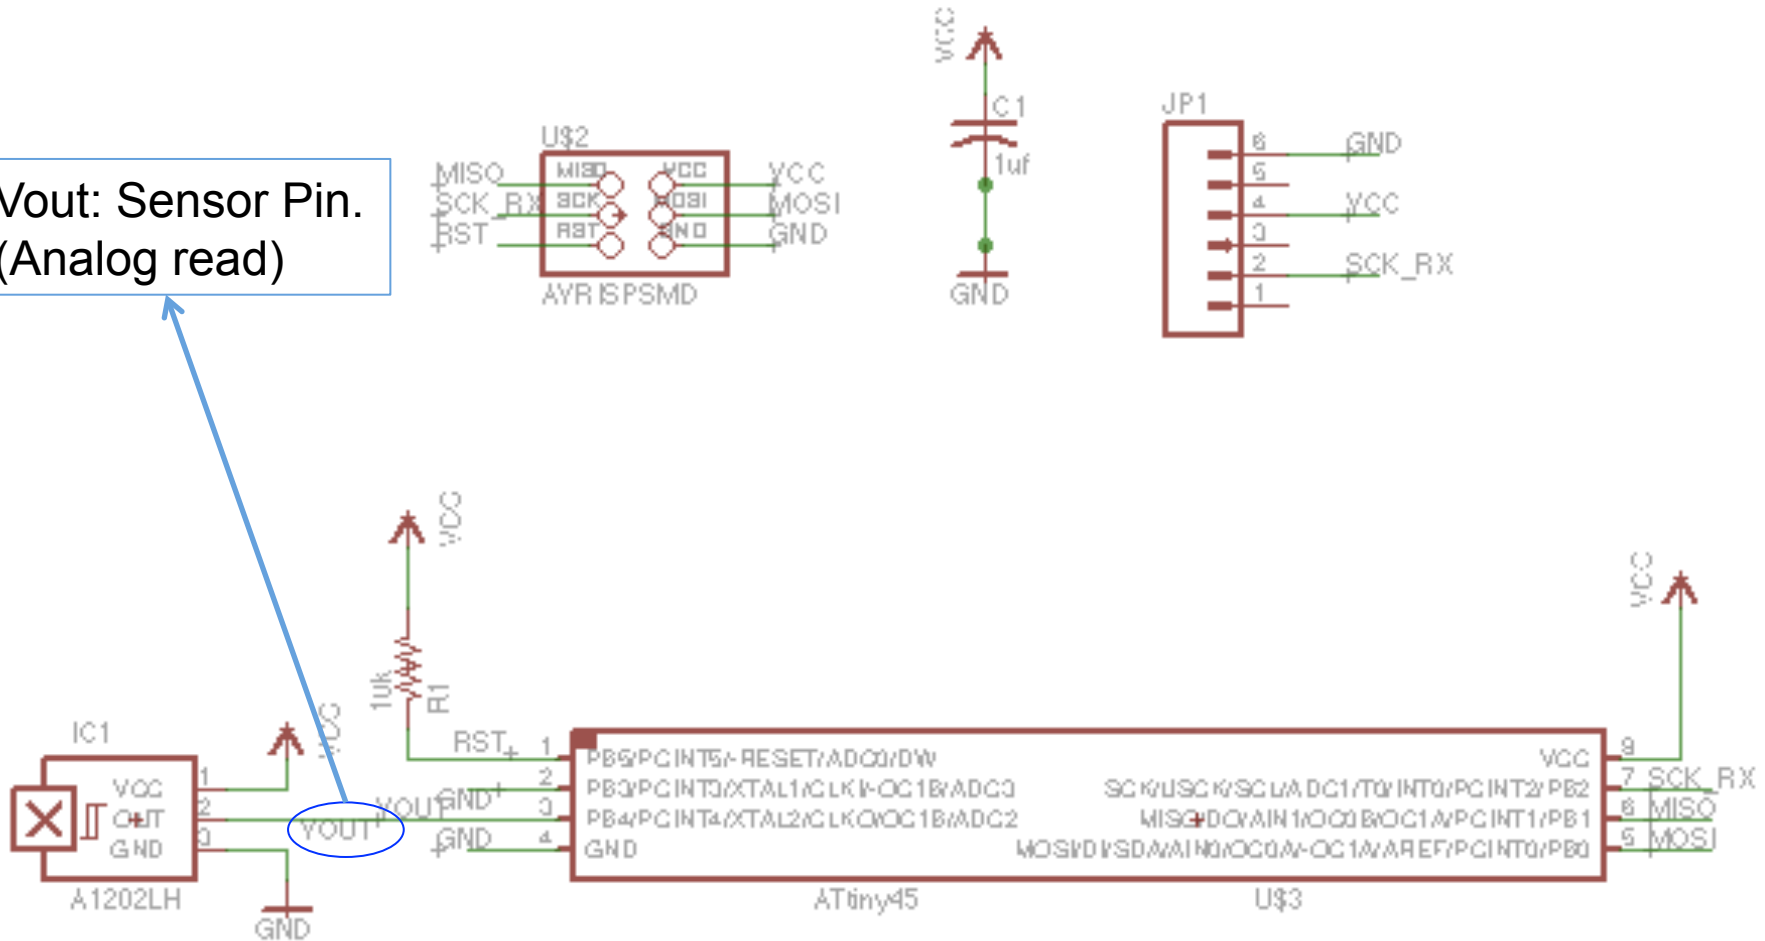 VCC
C1
1uf
GND
JP1
6
GND
5
4
VCC
3
2
SCK_RX
1
U$2
MISO
MISO
VCC
VCC
SCK_RX
SCK
MOSI
MOSI
RST
RST
GND
GND
AVRISPSMD
Vout: Sensor Pin.
(Analog read)
VCC
R1
VCC
IC1
VCC
VCC
1
OUT
2
GND
3
A1202LH
GND
VOUT
VOUT
RST
1
PB5/PCINT5/-RESET/ADC0/DW
GND
2
PB3/PCINT3/XTAL1/CLKI/-OC1B/ADC3
3
PB4/PCINT4/XTAL2/CLKO/OC1B/ADC2
GND
4
GND
VCC
8
SCK/USCK/SCL/ADC1/T0/INT0/PCINT2/PB2
7
SCK_RX
MISO/DO/AIN1/OC0B/OC1A/PCINT1/PB1
6
MISO
MOSI/DI/SDA/AIN0/OC0A/-OC1A/AREF/PCINT0/PB0
5
MOSI
ATtiny45
U$3